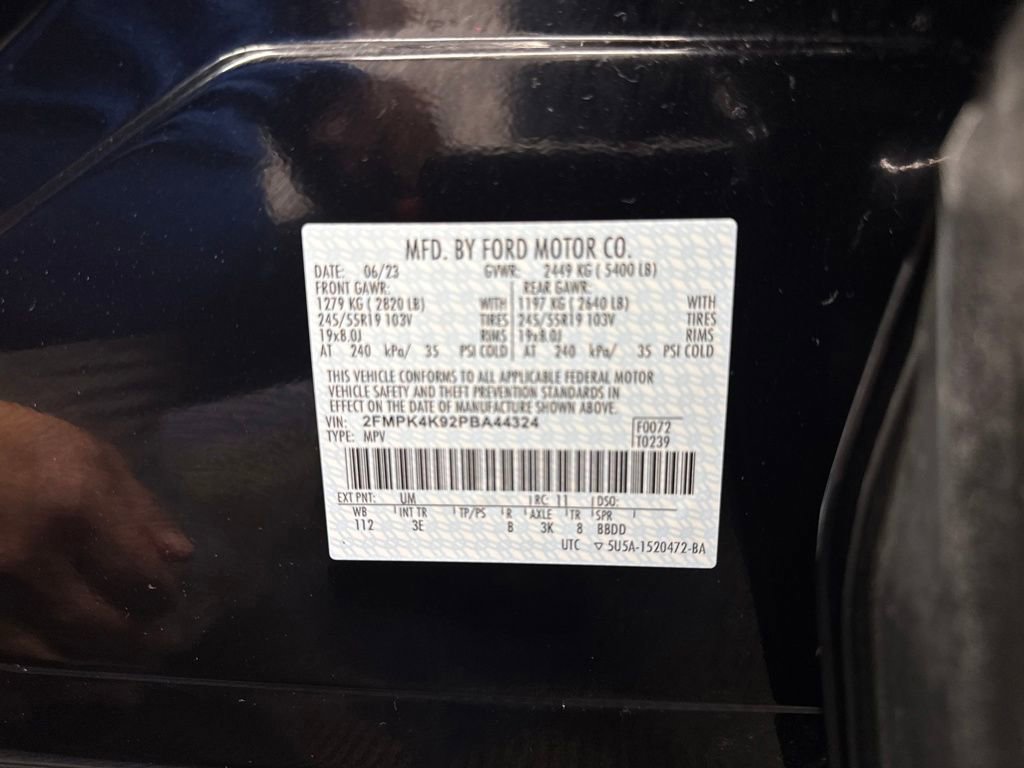 MFD. BY FORD MOTOR CO.
DATE: 06/23 GVWR: 2449 KG ( 5400 LB)
FRONT GAWR: REAR GAWR:
1279 KG ( 2820 LB) WITH 1197 KG ( 2640 LB) WITH
245/55R19 103V TIRES 245/55R19 103V TIRES
19x8.0J RIMS 19x8.0J RIMS
AT 240 kPa/ 35 PSI COLD AT 240 kPa/ 35 PSI COLD
THIS VEHICLE CONFORMS TO ALL APPLICABLE FEDERAL MOTOR
VEHICLE SAFETY AND THEFT PREVENTION STANDARDS IN
EFFECT ON THE DATE OF MANUFACTURE SHOWN ABOVE.
VIN: 2FMPK4K92PBA44324 F0072
TYPE: MPV T0239
EXT PNT: UM RC: 11 DSO:
WB INT TR TP/PS R AXLE TR SPR
112 3E B 3K 8 BBDD
UTC ▽ 5U5A-1520472-BA